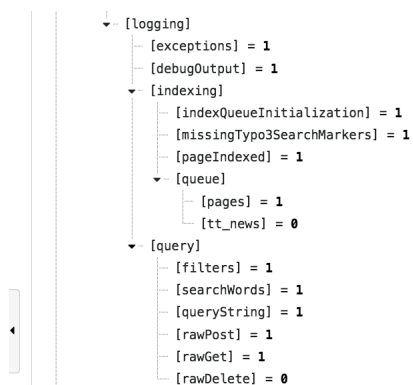 [logging]
[exceptions] = 1
[debugOutput] = 1
[indexing]
[indexQueueInitialization] = 1
[missingTypo3SearchMarkers] = 1
[pageIndexed] = 1
[queue]
[pages] = 1
[tt_news] = 0
[query]
[filters] = 1
[searchWords] = 1
[queryString] = 1
[rawPost] = 1
[rawGet] = 1
[rawDelete] = 0